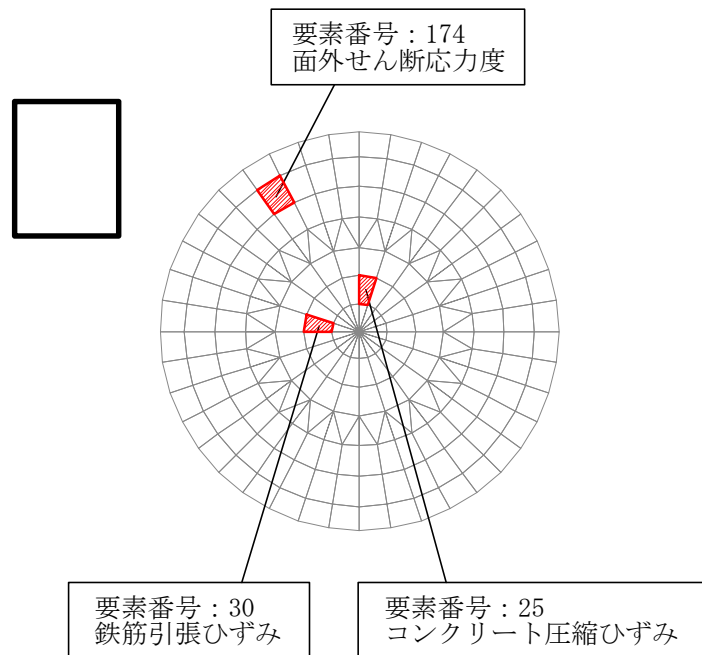 要素番号：174
面外せん断応力度
要素番号：30
鉄筋引張ひずみ
要素番号：25
コンクリート圧縮ひずみ